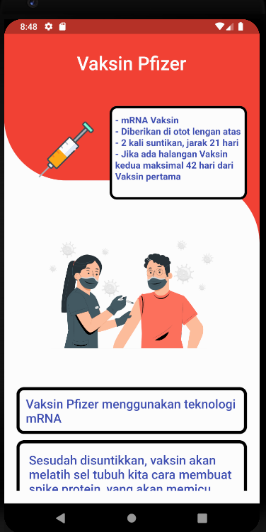 8:48
Vaksin Pfizer
- mRNA Vaksin
- Diberikan di otot lengan atas
- 2 kali suntikan, jarak 21 hari
- Jika ada halangan Vaksin
kedua maksimal 42 hari dari
Vaksin pertama
Vaksin Pfizer menggunakan teknologi
mRNA
Sesudah disuntikkan, vaksin akan
melatih sel tubuh kita cara membuat
spike protein, yang akan memicu